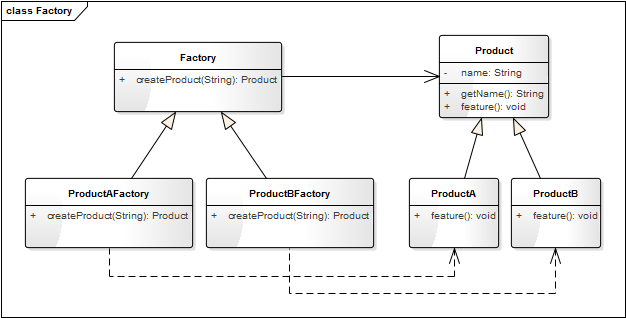 class Factory
Factory
+ createProduct(String): Product
Product
- name: String
+ getName(): String
+ feature(): void
ProductAFactory
+ createProduct(String): Product
ProductBFactory
+ createProduct(String): Product
ProductA
+ feature(): void
ProductB
+ feature(): void